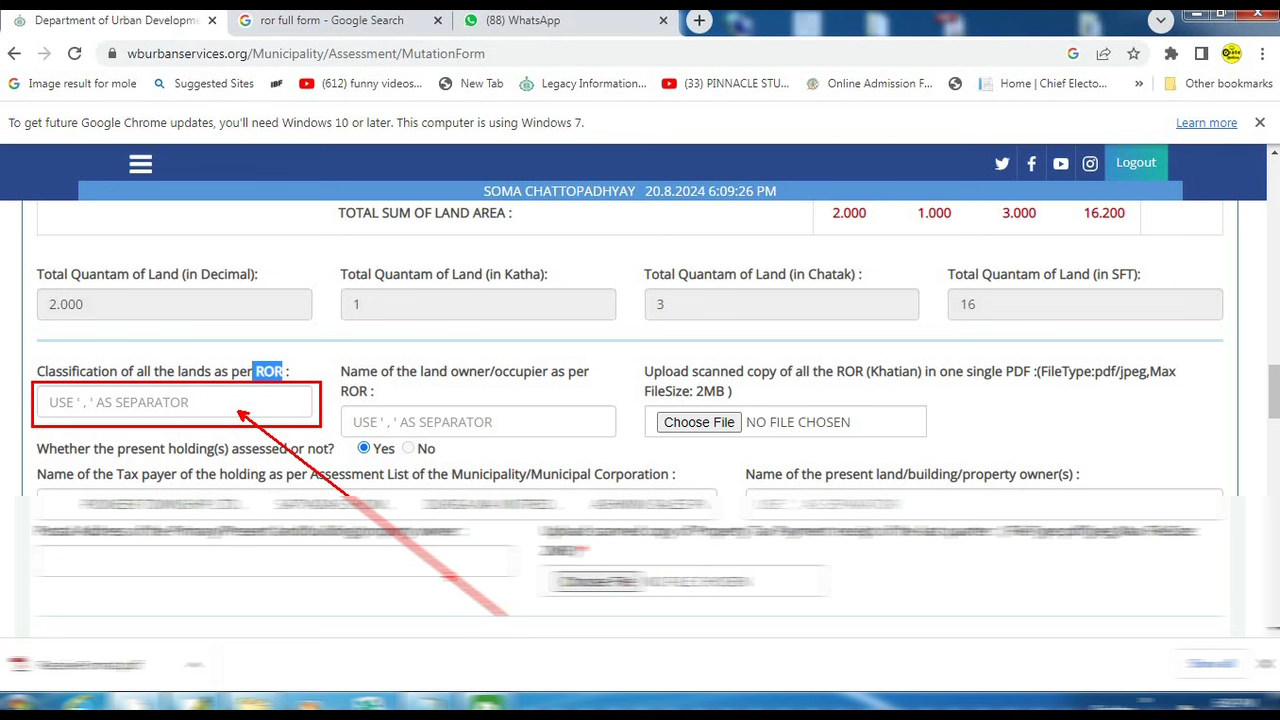 Department of Urban Developme
ror full form - Google Search
(88) WhatsApp
wburbanservices.org/Municipality/Assessment/MutationForm
Image result for mole
Suggested Sites
(612) funny videos...
New Tab
Legacy Information...
(33) PINNACLE STU...
Online Admission F...
Home | Chief Electo...
»
Other bookmarks
To get future Google Chrome updates, you'll need Windows 10 or later. This computer is using Windows 7.
Learn more
Logout
SOMA CHATTOPADHYAY 20.8.2024 6:09:26 PM
TOTAL SUM OF LAND AREA : 2.000 1.000 3.000 16.200
Total Quantam of Land (in Decimal): Total Quantam of Land (in Katha): Total Quantam of Land (in Chatak) : Total Quantam of Land (in SFT):
2.000 1 3 16
Classification of all the lands as per ROR :
USE ' , ' AS SEPARATOR
Name of the land owner/occupier as per
ROR :
USE ' , ' AS SEPARATOR
Upload scanned copy of all the ROR (Khatian) in one single PDF :(FileType:pdf/jpeg,Max
FileSize: 2MB )
Choose File NO FILE CHOSEN
Whether the present holding(s) assessed or not? Yes No
Name of the Tax payer of the holding as per Assessment List of the Municipality/Municipal Corporation :
Name of the present land/building/property owner(s) :